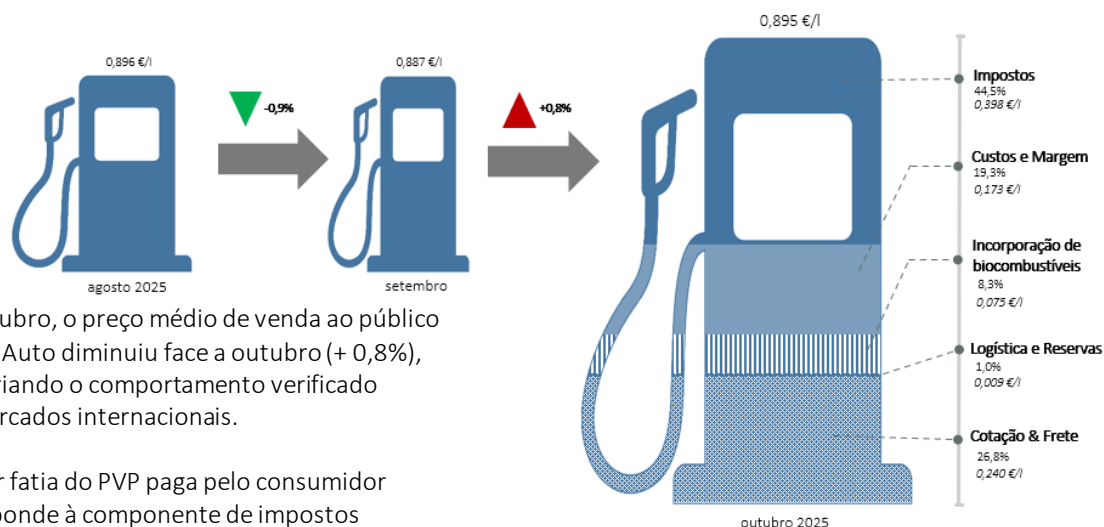 0,896 €/l
-0,9%
0,887 €/l
+0,8%
0,895 €/l
agosto 2025
setembro
outubro 2025
Impostos
44,5%
0,398 €/l
Custos e Margem
19,3%
0,173 €/l
Incorporação de
biocombustíveis
8,3%
0,075 €/l
Logística e Reservas
1,0%
0,009 €/l
Cotação & Frete
26,8%
0,240 €/l
ubro, o preço médio de venda ao público
Auto diminuiu face a outubro (+ 0,8%),
riando o comportamento verificado
rcados internacionais.
r fatia do PVP paga pelo consumidor
ponde à componente de impostos